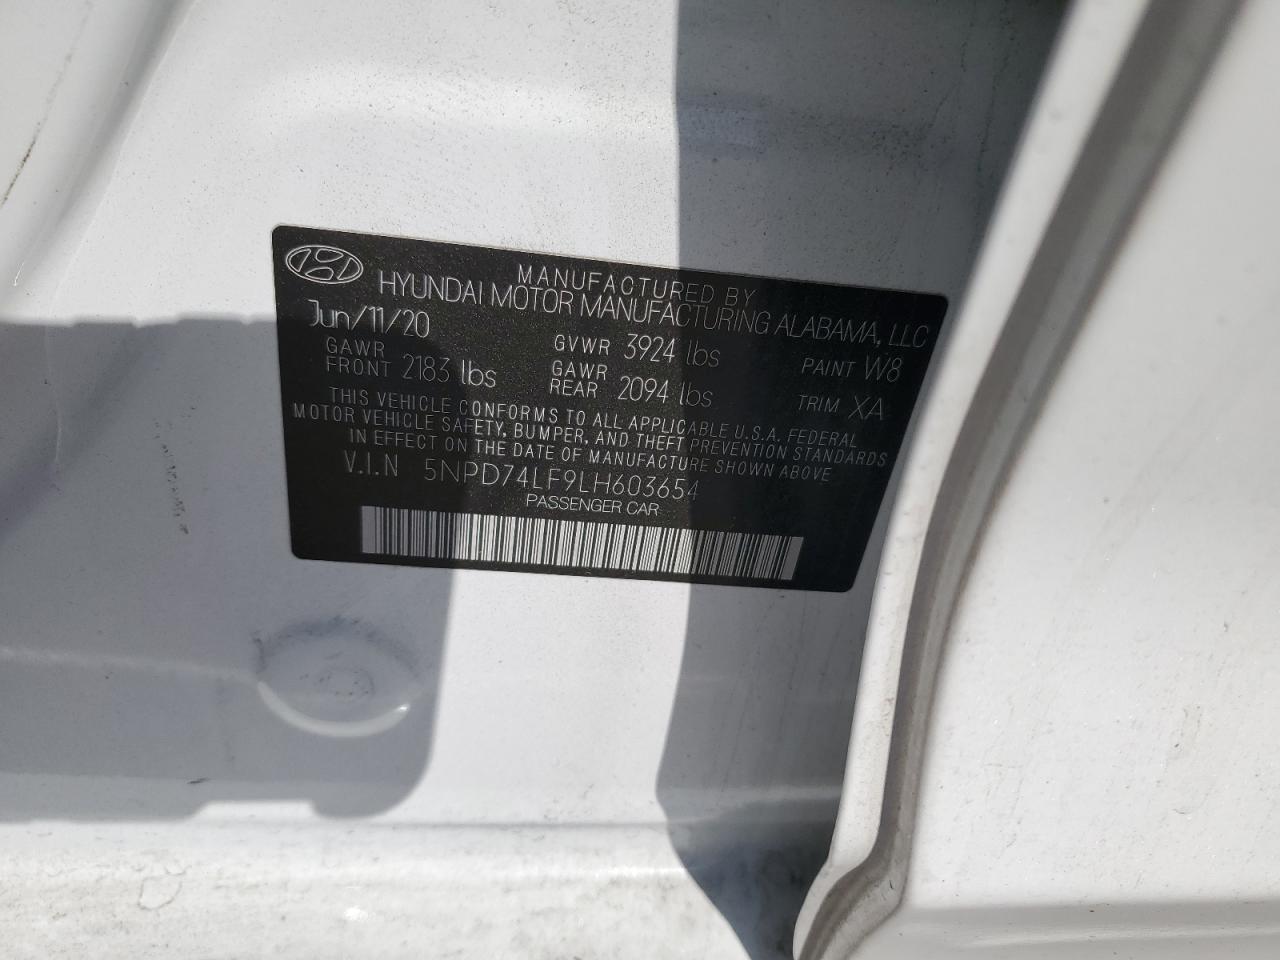 MANUFACTURED BY
HYUNDAI MOTOR MANUFACTURING ALABAMA, LLC
Jun/11/20 GVWR 3924 lbs PAINT W8
GAWR FRONT 2183 lbs GAWR REAR 2094 lbs TRIM XA
THIS VEHICLE CONFORMS TO ALL APPLICABLE U.S.A. FEDERAL
MOTOR VEHICLE SAFETY, BUMPER, AND THEFT PREVENTION STANDARDS
IN EFFECT ON THE DATE OF MANUFACTURE SHOWN ABOVE
V.I.N 5NPD74LF9LH603654
PASSENGER CAR